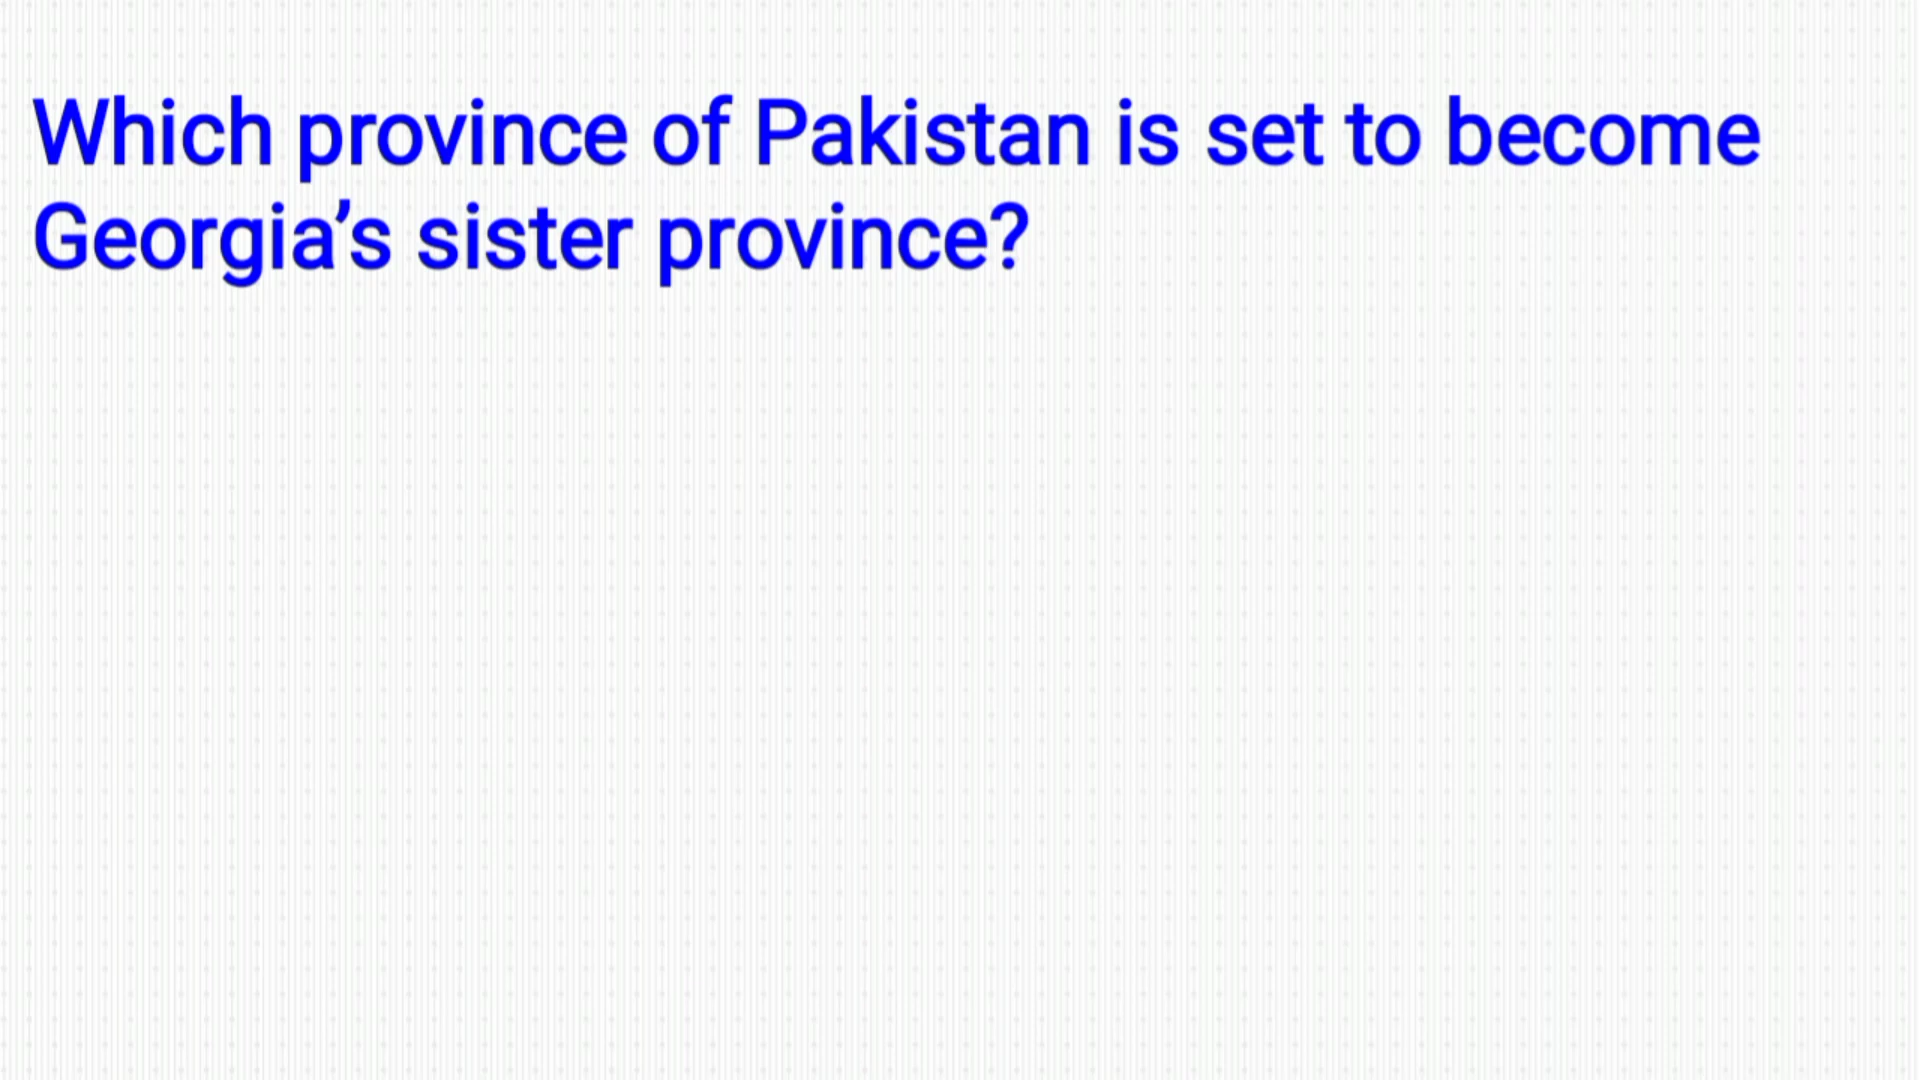 Which province of Pakistan is set to become
Georgia’s sister province?